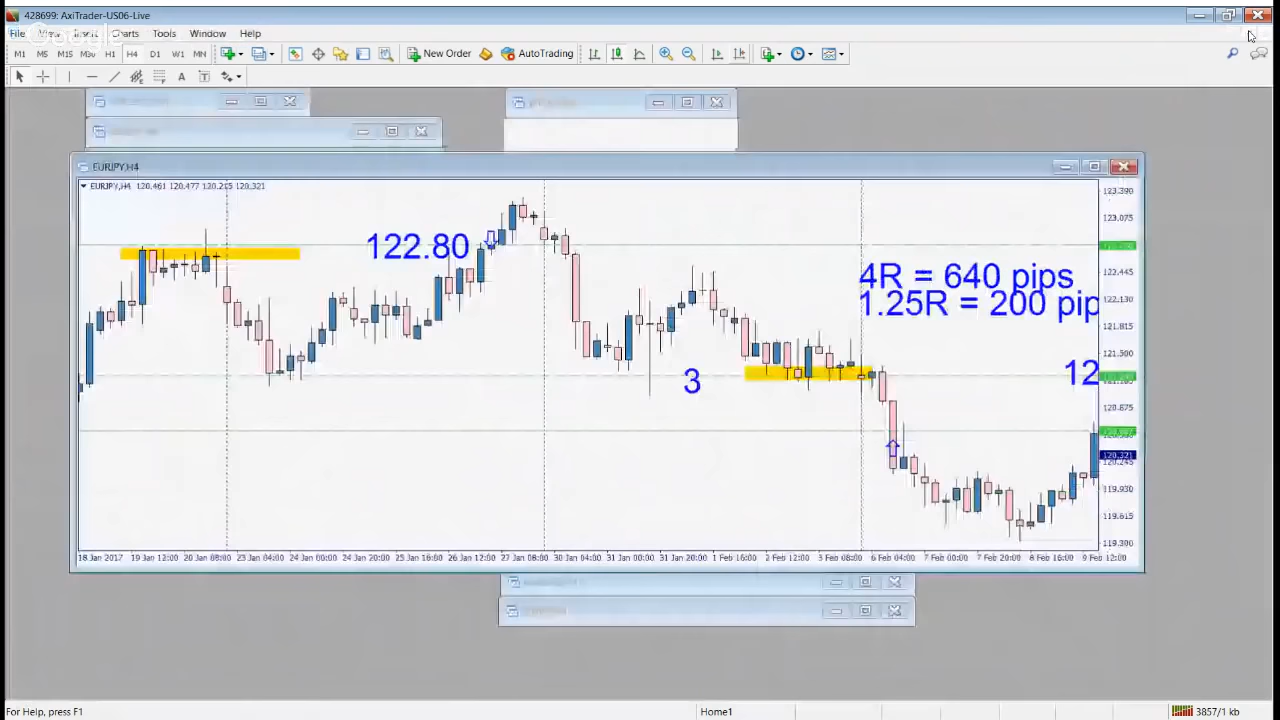 428699: AxiTrader-US06-Live
File View Insert Charts Tools Window Help
Google
M1 M5 M15 M30 H1 H4 D1 W1 MN New Order AutoTrading
A T
EURJPY,H4
EURJPY,H4 120.461 120.477 120.215 120.321
123.390
123.075
122.80
122.445
4R = 640 pips
122.130
1.25R = 200 pip
121.815
121.500
12
3
120.875
120.321
120.245
119.930
119.615
119.300
18 Jan 2017 19 Jan 12:00 20 Jan 08:00 23 Jan 04:00 24 Jan 00:00 24 Jan 20:00 25 Jan 16:00 26 Jan 12:00 27 Jan 08:00 30 Jan 04:00 31 Jan 00:00 31 Jan 20:00 1 Feb 16:00 2 Feb 12:00 3 Feb 08:00 6 Feb 04:00 7 Feb 00:00 7 Feb 20:00 8 Feb 16:00 9 Feb 12:00
For Help, press F1
Home1
3857/1 kb